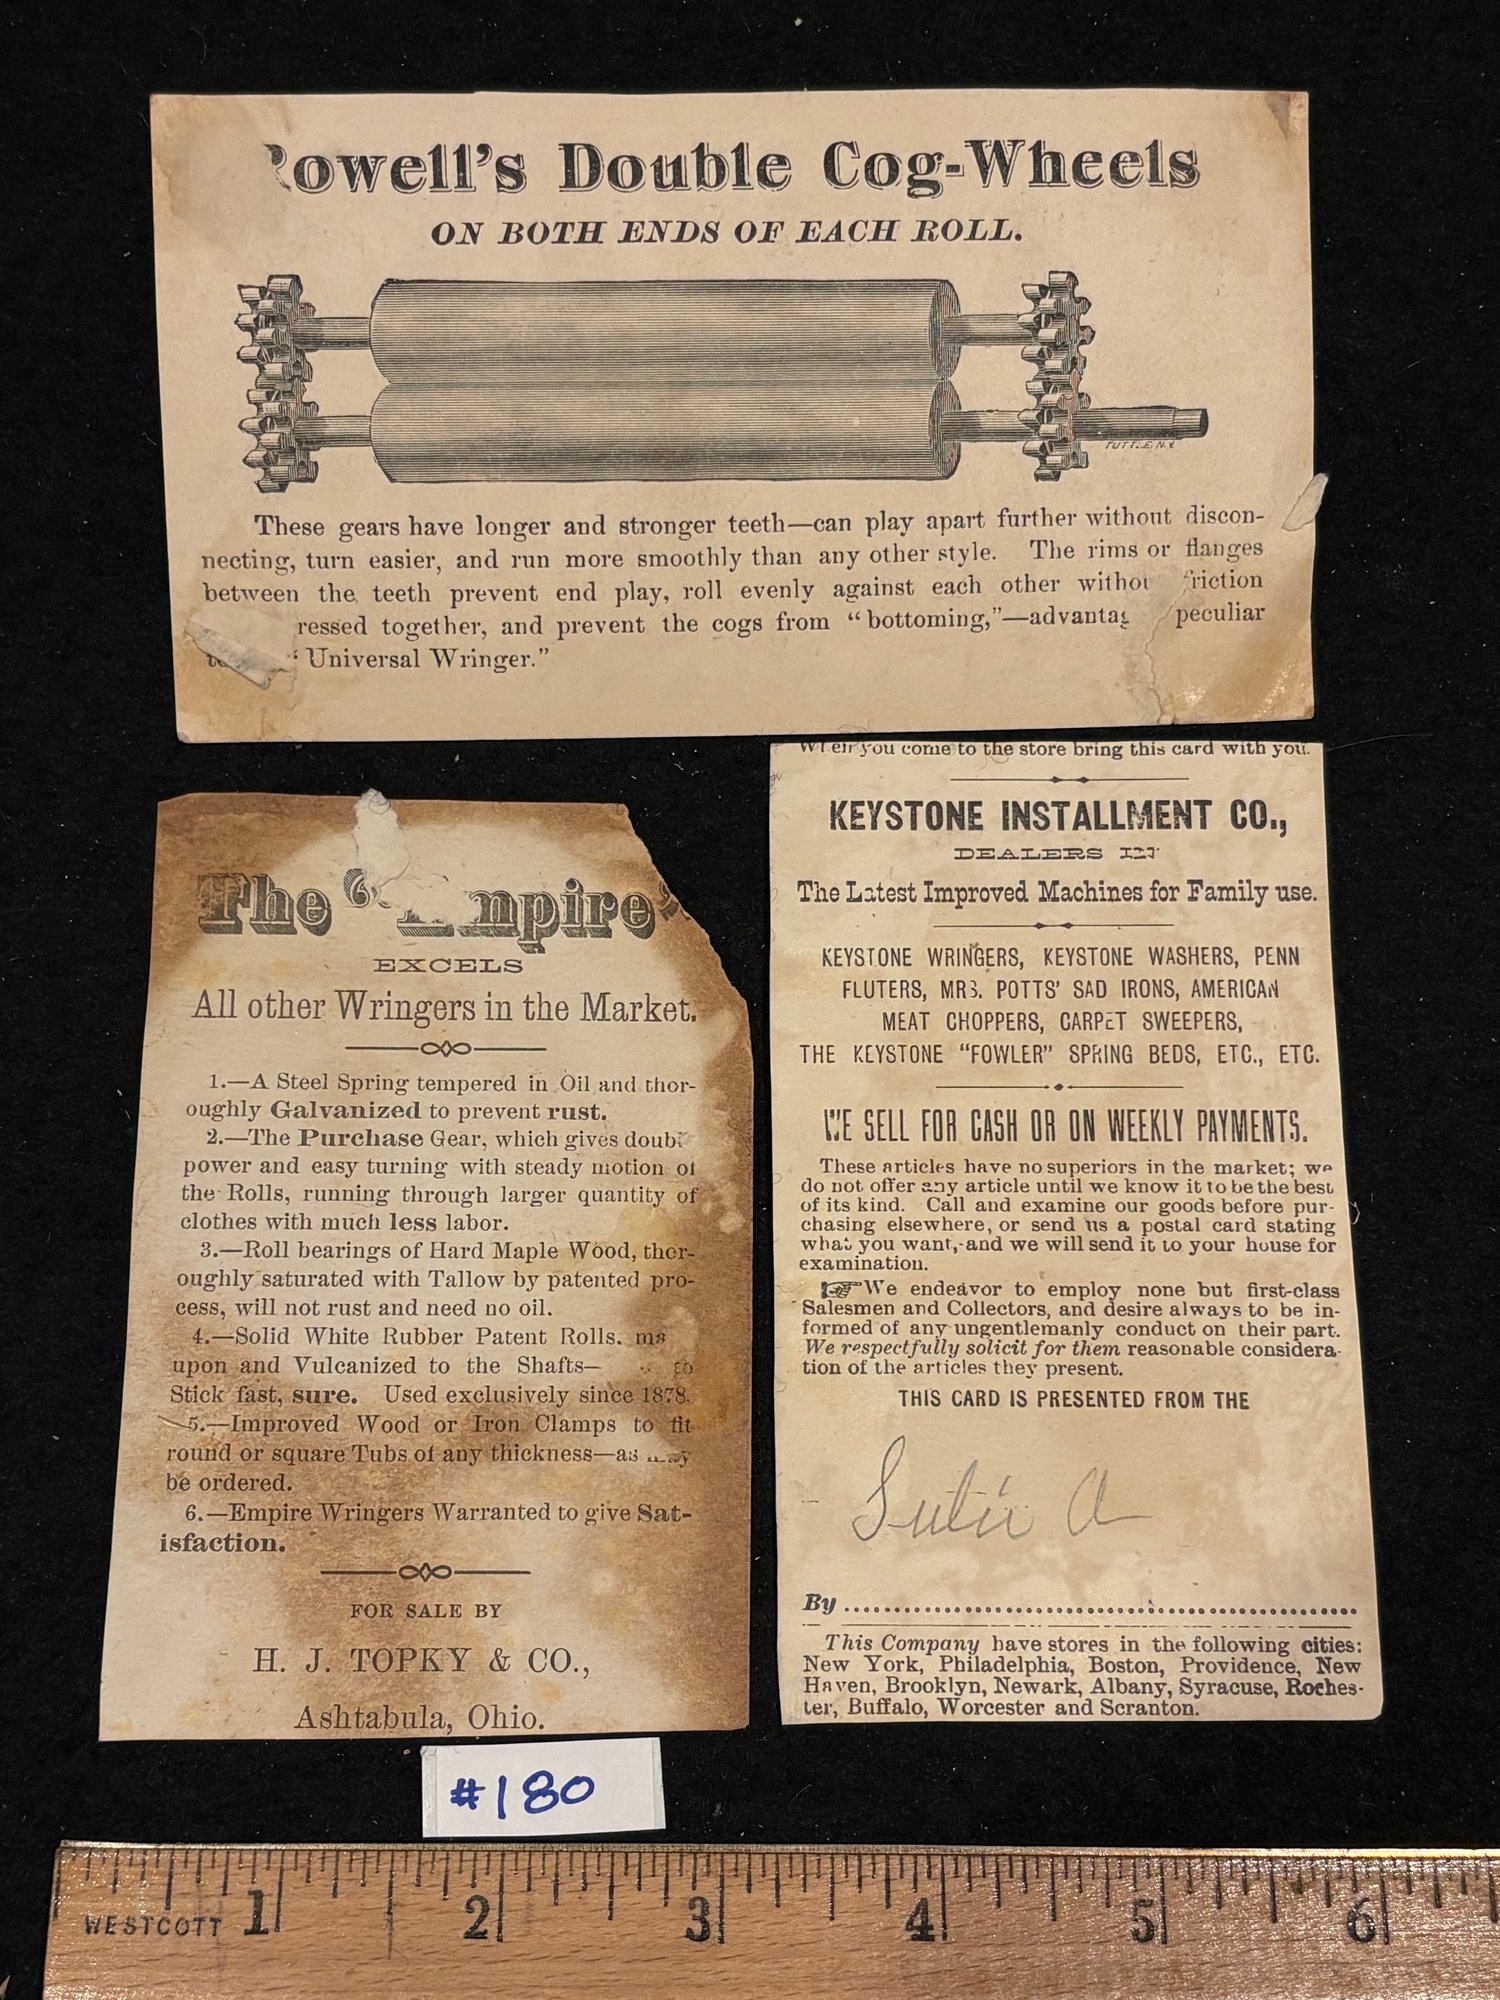 owell's Double Cog-Wheels
ON BOTH ENDS OF EACH ROLL.
TUTTLE N.Y.
These gears have longer and stronger teeth—can play apart further without discon-
necting, turn easier, and run more smoothly than any other style. The rims or flanges
between the teeth prevent end play, roll evenly against each other withou friction
ressed together, and prevent the cogs from "bottoming,"—advantag peculiar
"Universal Wringer."
The "Empire"
EXCELS
All other Wringers in the Market.
1.—A Steel Spring tempered in Oil and thor-
oughly Galvanized to prevent rust.
2.—The Purchase Gear, which gives doubl
power and easy turning with steady motion of
the Rolls, running through larger quantity of
clothes with much less labor.
3.—Roll bearings of Hard Maple Wood, thor-
oughly saturated with Tallow by patented pro-
cess, will not rust and need no oil.
4.—Solid White Rubber Patent Rolls. ma
upon and Vulcanized to the Shafts— to
Stick fast, sure. Used exclusively since 1878.
5.—Improved Wood or Iron Clamps to fit
round or square Tubs of any thickness—as may
be ordered.
6.—Empire Wringers Warranted to give Sat-
isfaction.
FOR SALE BY
H. J. TOPKY & CO.,
Ashtabula, Ohio.
When you come to the store bring this card with you.
KEYSTONE INSTALLMENT CO.,
DEALERS IN
The Latest Improved Machines for Family use.
KEYSTONE WRINGERS, KEYSTONE WASHERS, PENN
FLUTERS, MRS. POTTS' SAD IRONS, AMERICAN
MEAT CHOPPERS, CARPET SWEEPERS,
THE KEYSTONE "FOWLER" SPRING BEDS, ETC., ETC.
WE SELL FOR CASH OR ON WEEKLY PAYMENTS.
These articles have no superiors in the market; we
do not offer any article until we know it to be the best
of its kind. Call and examine our goods before pur-
chasing elsewhere, or send us a postal card stating
what you want, and we will send it to your house for
examination.
☞We endeavor to employ none but first-class
Salesmen and Collectors, and desire always to be in-
formed of any ungentlemanly conduct on their part.
We respectfully solicit for them reasonable considera-
tion of the articles they present.
THIS CARD IS PRESENTED FROM THE
By
This Company have stores in the following cities:
New York, Philadelphia, Boston, Providence, New
Haven, Brooklyn, Newark, Albany, Syracuse, Roches-
ter, Buffalo, Worcester and Scranton.
#180
WESTCOTT 1 2 3 4 5 6